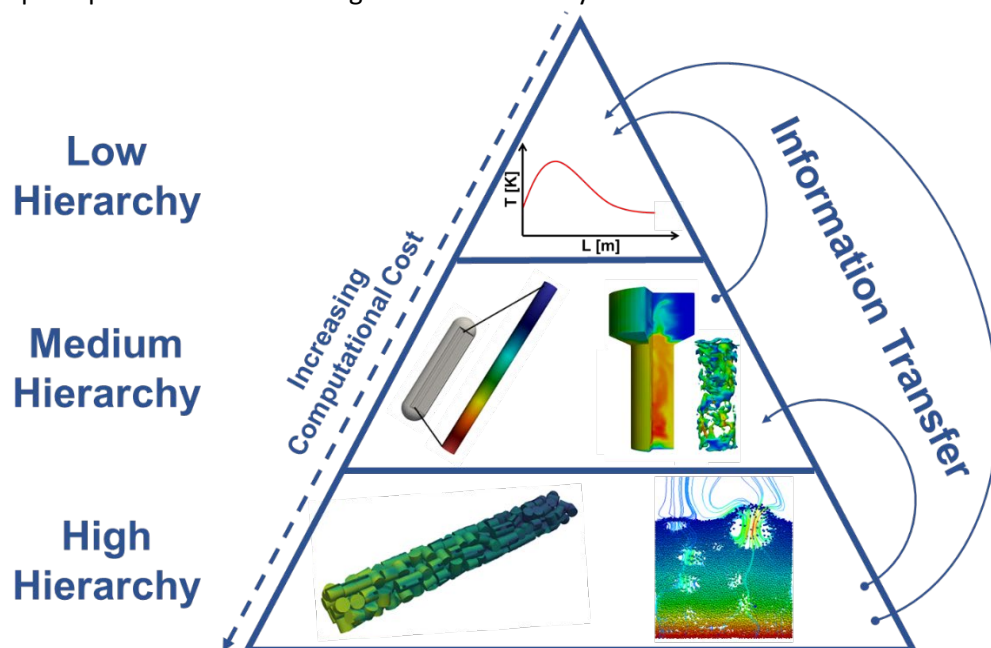 Low
Hierarchy
T [K]
L [m]
Increasing
Computational Cost
Information Transfer
Medium
Hierarchy
High
Hierarchy